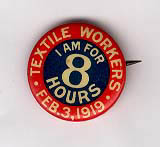 · TEXTILE WORKERS ·
I AM FOR
8
HOURS
FEB. 3, 1919